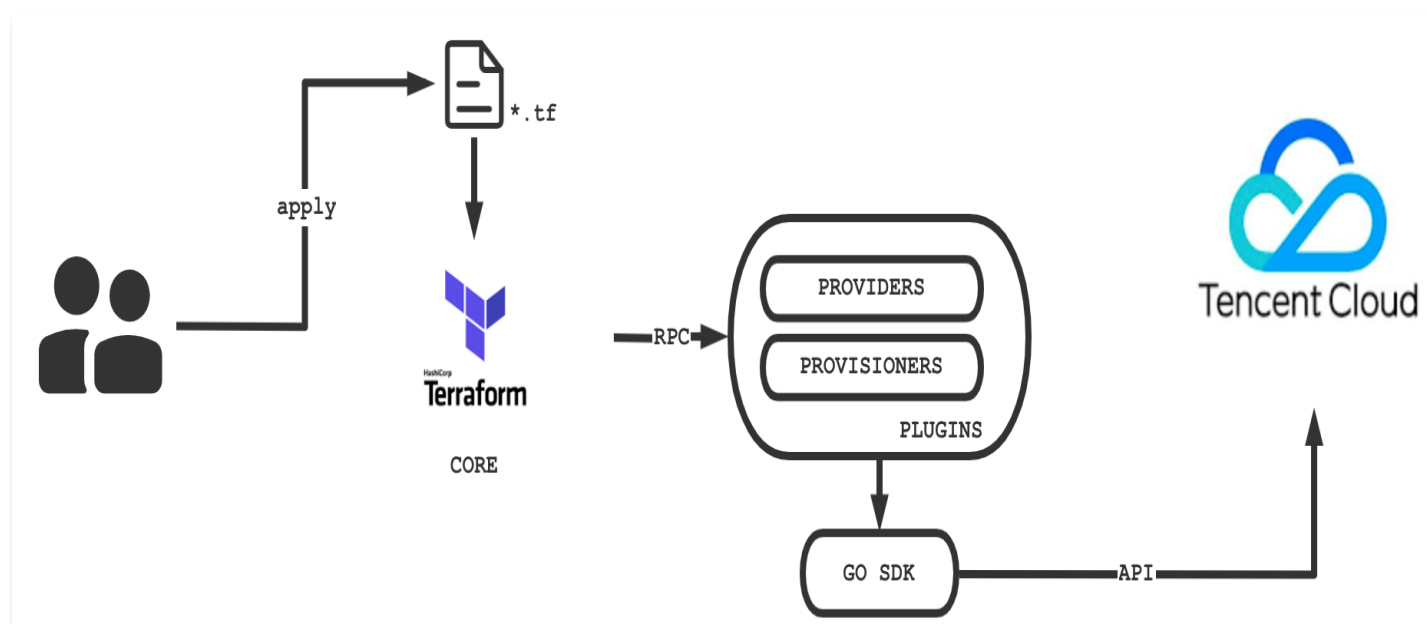 *.tf
apply
HashiCorp
Terraform
CORE
RPC
PROVIDERS
PROVISIONERS
PLUGINS
GO SDK
API
Tencent Cloud